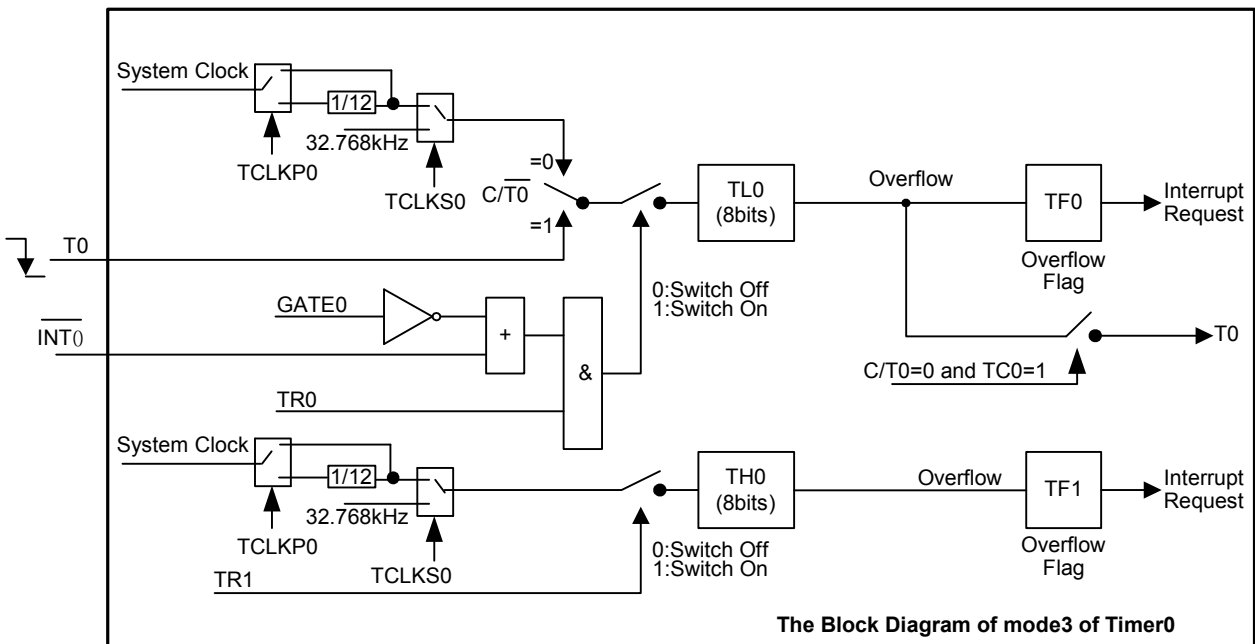 System Clock
1/12
32.768kHz
TCLKP0
TCLKS0
=0
C/T0
=1
T0
TL0
(8bits)
Overflow
TF0
Interrupt
Request
Overflow
Flag
0:Switch Off
1:Switch On
GATE0
INT0
+
&
TR0
T0
C/T0=0 and TC0=1
System Clock
1/12
32.768kHz
TCLKP0
TCLKS0
TR1
TH0
(8bits)
Overflow
TF1
Interrupt
Request
Overflow
Flag
0:Switch Off
1:Switch On
The Block Diagram of mode3 of Timer0